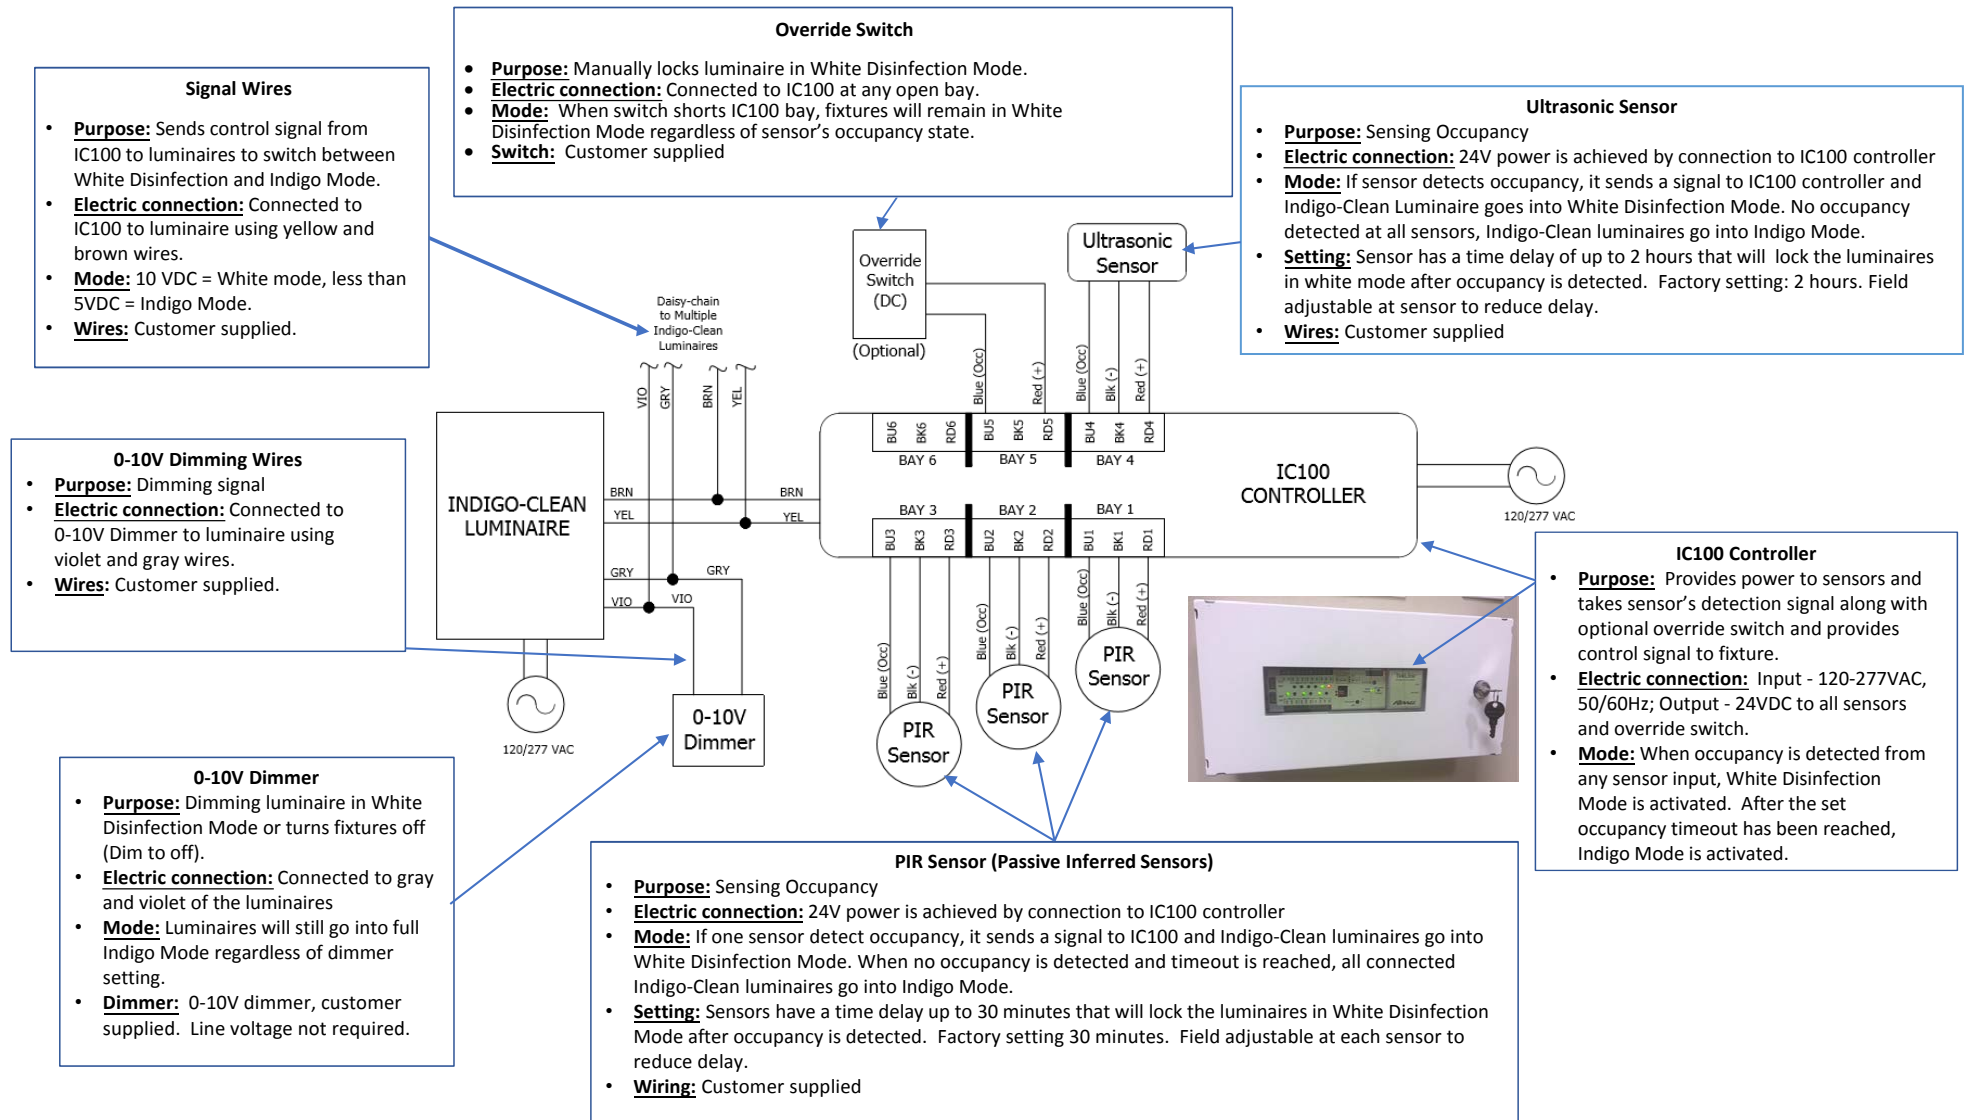 Override Switch
• Purpose: Manually locks luminaire in White Disinfection Mode.
• Electric connection: Connected to IC100 at any open bay.
• Mode: When switch shorts IC100 bay, fixtures will remain in White
Disinfection Mode regardless of sensor's occupancy state.
• Switch: Customer supplied
Signal Wires
• Purpose: Sends control signal from
IC100 to luminaires to switch between
White Disinfection and Indigo Mode.
• Electric connection: Connected to
IC100 to luminaire using yellow and
brown wires.
• Mode: 10 VDC = White mode, less than
5VDC = Indigo Mode.
• Wires: Customer supplied.
Ultrasonic Sensor
• Purpose: Sensing Occupancy
• Electric connection: 24V power is achieved by connection to IC100 controller
• Mode: If sensor detects occupancy, it sends a signal to IC100 controller and
Indigo-Clean Luminaire goes into White Disinfection Mode. No occupancy
detected at all sensors, Indigo-Clean luminaires go into Indigo Mode.
• Setting: Sensor has a time delay of up to 2 hours that will lock the luminaires
in white mode after occupancy is detected. Factory setting: 2 hours. Field
adjustable at sensor to reduce delay.
• Wires: Customer supplied
Override
Switch
(DC)
(Optional)
Ultrasonic
Sensor
Daisy-chain
to Multiple
Indigo-Clean
Luminaires
VIO
GRY
BRN
YEL
Blue (Occ)
Red (+)
Blue (Occ)
Blk (-)
Red (+)
BU6
BK6
RD6
BU5
BK5
RD5
BU4
BK4
RD4
BAY 6
BAY 5
BAY 4
INDIGO-CLEAN
LUMINAIRE
BRN
BRN
YEL
YEL
IC100
CONTROLLER
120/277 VAC
BAY 3
BAY 2
BAY 1
BU3
BK3
RD3
BU2
BK2
RD2
BU1
BK1
RD1
GRY
GRY
VIO
VIO
Blue (Occ)
Blk (-)
Red (+)
Blue (Occ)
Blk (-)
Red (+)
Blue (Occ)
Blk (-)
Red (+)
PIR
Sensor
PIR
Sensor
PIR
Sensor
0-10V
Dimmer
120/277 VAC
0-10V Dimming Wires
• Purpose: Dimming signal
• Electric connection: Connected to
0-10V Dimmer to luminaire using
violet and gray wires.
• Wires: Customer supplied.
IC100 Controller
• Purpose: Provides power to sensors and
takes sensor's detection signal along with
optional override switch and provides
control signal to fixture.
• Electric connection: Input - 120-277VAC,
50/60Hz; Output - 24VDC to all sensors
and override switch.
• Mode: When occupancy is detected from
any sensor input, White Disinfection
Mode is activated. After the set
occupancy timeout has been reached,
Indigo Mode is activated.
0-10V Dimmer
• Purpose: Dimming luminaire in White
Disinfection Mode or turns fixtures off
(Dim to off).
• Electric connection: Connected to gray
and violet of the luminaires
• Mode: Luminaires will still go into full
Indigo Mode regardless of dimmer
setting.
• Dimmer: 0-10V dimmer, customer
supplied. Line voltage not required.
PIR Sensor (Passive Inferred Sensors)
• Purpose: Sensing Occupancy
• Electric connection: 24V power is achieved by connection to IC100 controller
• Mode: If one sensor detect occupancy, it sends a signal to IC100 and Indigo-Clean luminaires go into
White Disinfection Mode. When no occupancy is detected and timeout is reached, all connected
Indigo-Clean luminaires go into Indigo Mode.
• Setting: Sensors have a time delay up to 30 minutes that will lock the luminaires in White Disinfection
Mode after occupancy is detected. Factory setting 30 minutes. Field adjustable at each sensor to
reduce delay.
• Wiring: Customer supplied